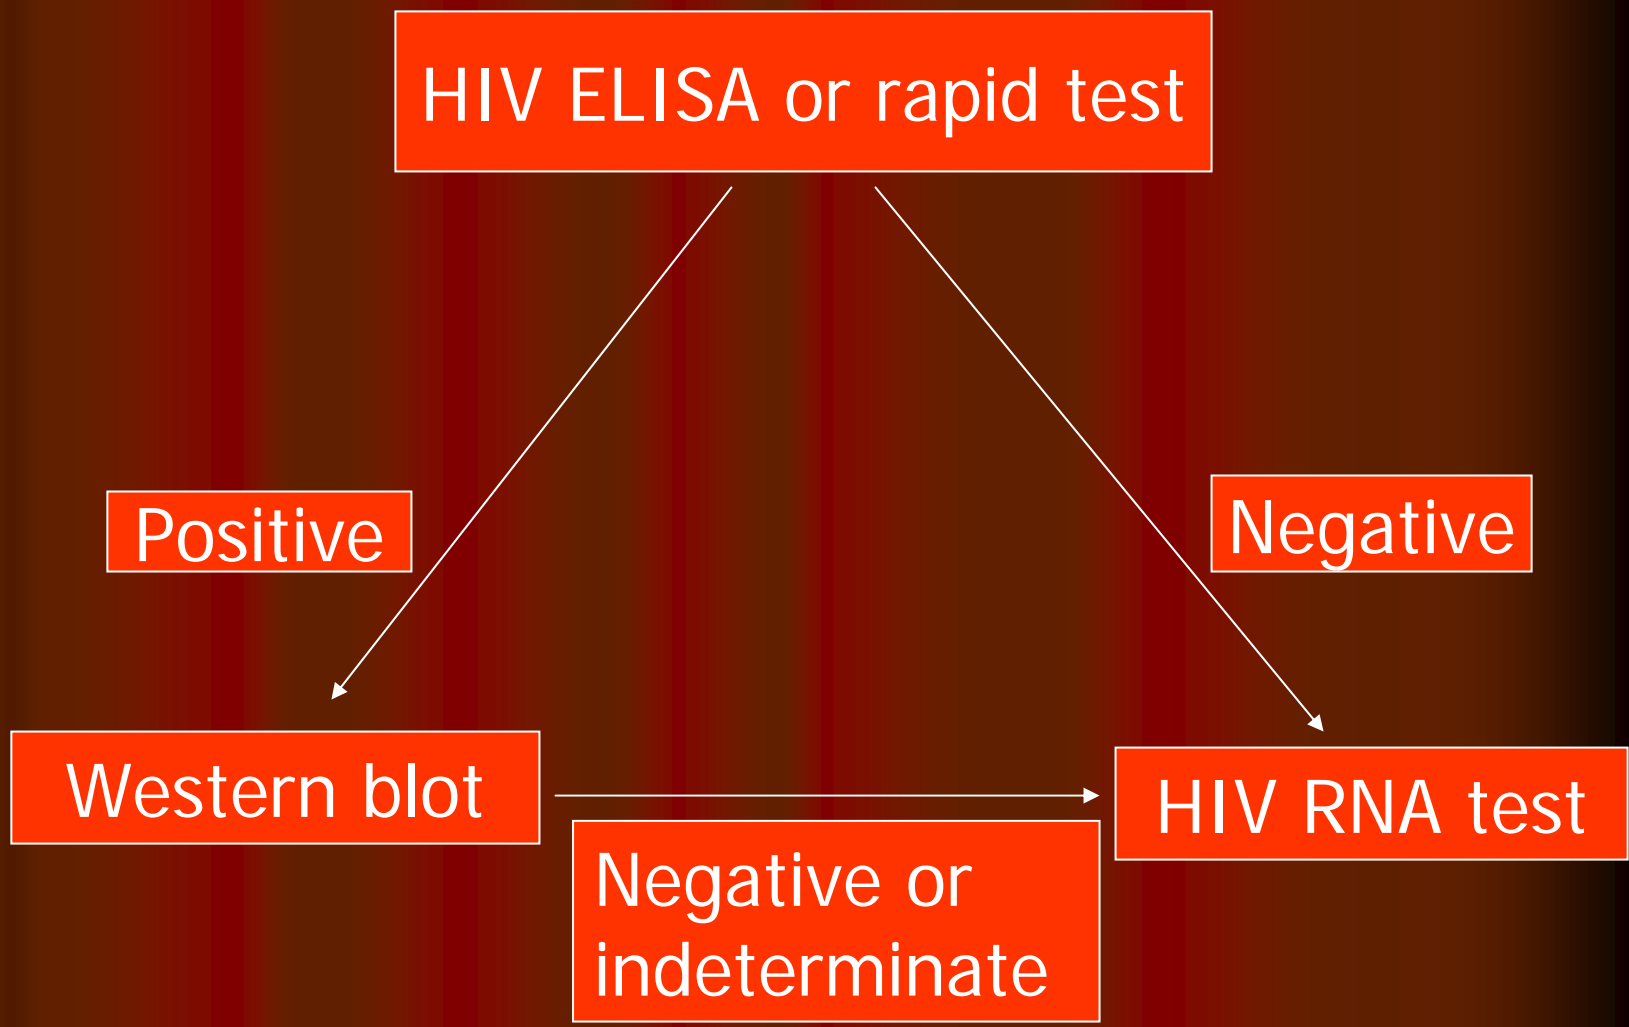 HIV ELISA or rapid test
Positive
Negative
Western blot
HIV RNA test
Negative or
indeterminate